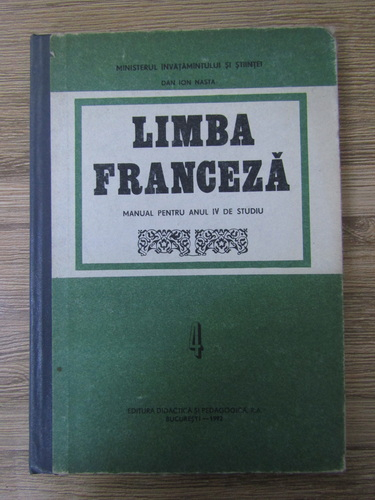 MINISTERUL ÎNVĂȚĂMÎNTULUI ȘI ȘTIINȚEI
DAN ION NASTA
LIMBA
FRANCEZĂ
MANUAL PENTRU ANUL IV DE STUDIU
4
EDITURA DIDACTICĂ ȘI PEDAGOGICĂ, R.A.
BUCUREȘTI —